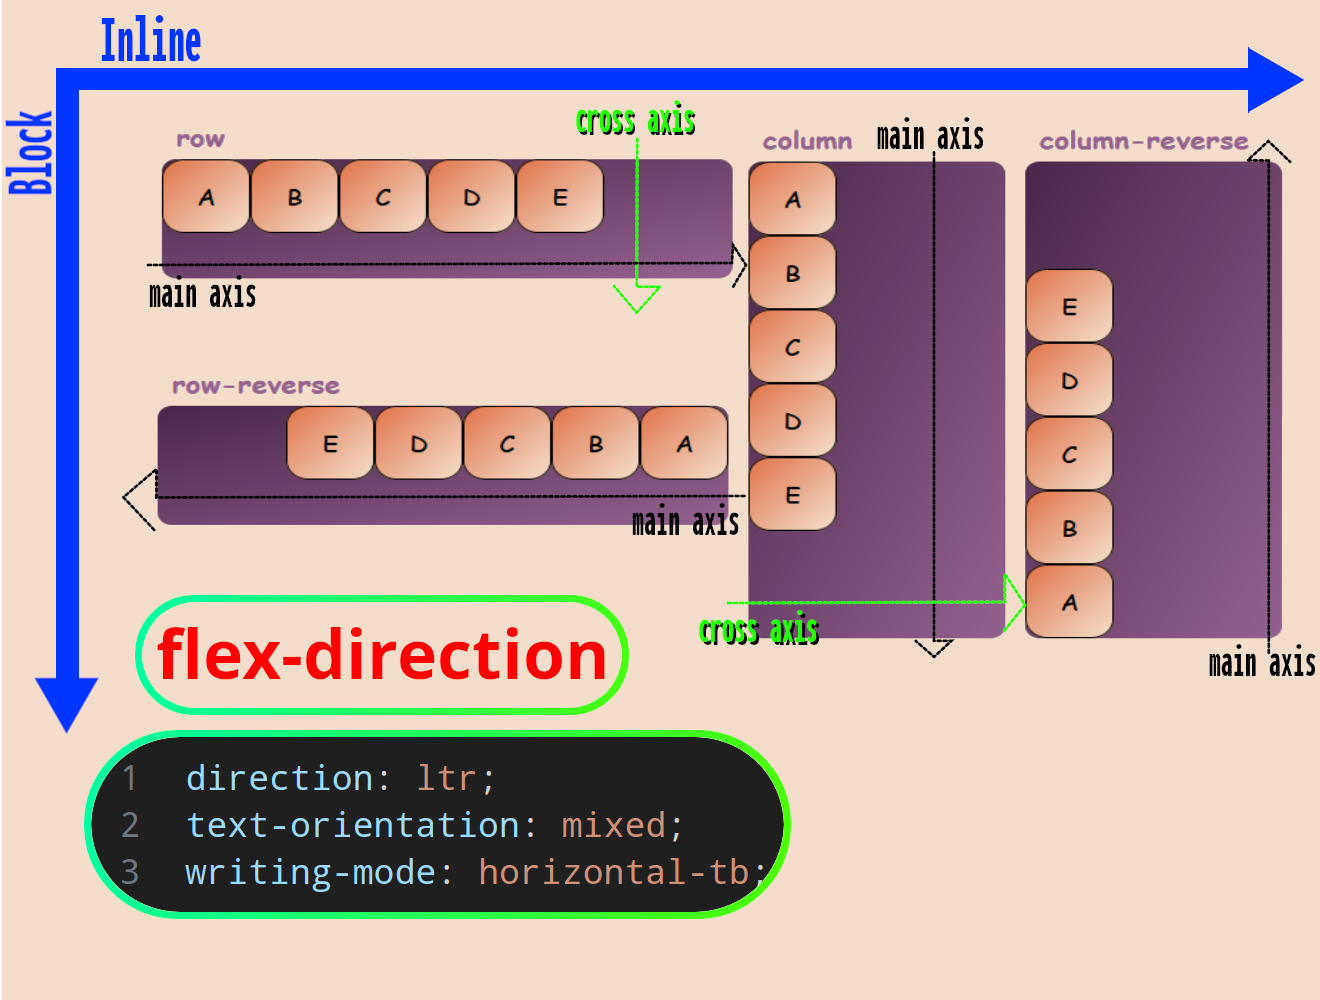 Inline
Block
row
cross axis
A B C D E
main axis
row-reverse
E D C B A
main axis
column
main axis
A
B
C
D
E
cross axis
column-reverse
E
D
C
B
A
main axis
flex-direction
1 direction: ltr;
2 text-orientation: mixed;
3 writing-mode: horizontal-tb;